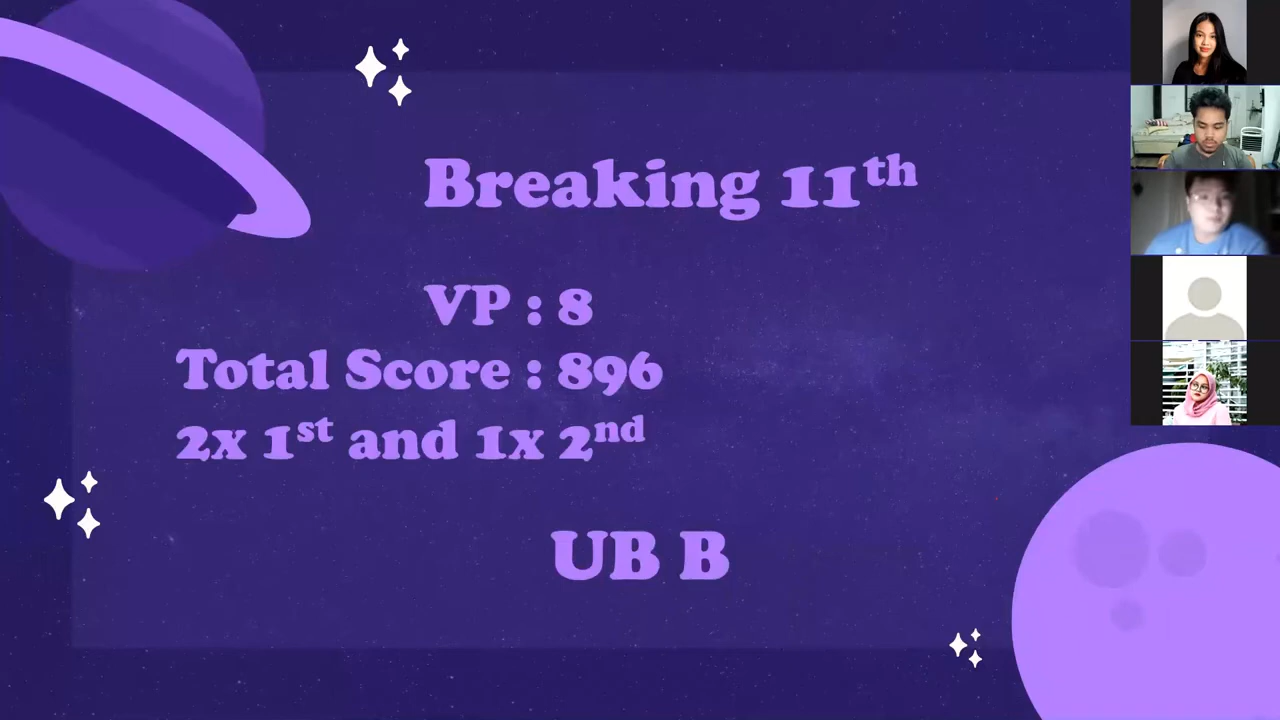 Breaking 11th
VP : 8
Total Score : 896
2x 1st and 1x 2nd
UB B